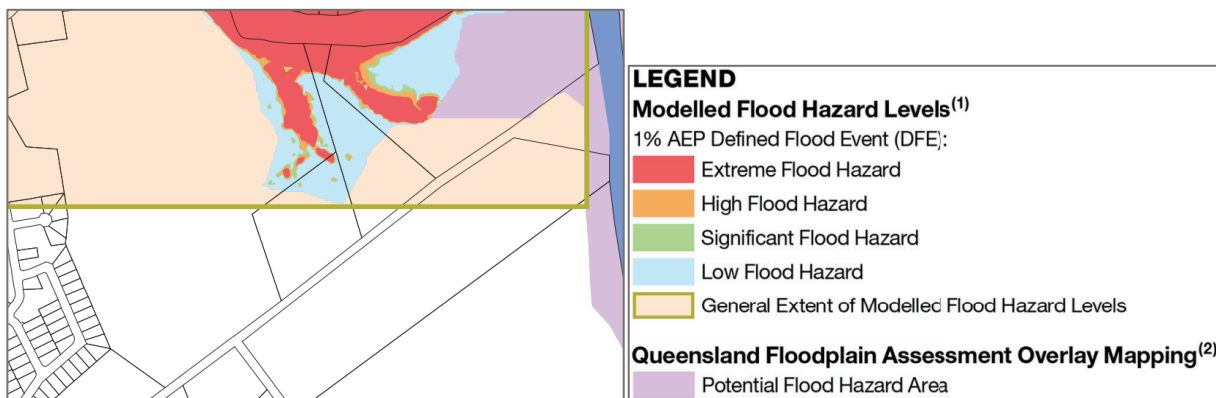 LEGEND
Modelled Flood Hazard Levels(1)
1% AEP Defined Flood Event (DFE):
Extreme Flood Hazard
High Flood Hazard
Significant Flood Hazard
Low Flood Hazard
General Extent of Modelled Flood Hazard Levels
Queensland Floodplain Assessment Overlay Mapping(2)
Potential Flood Hazard Area